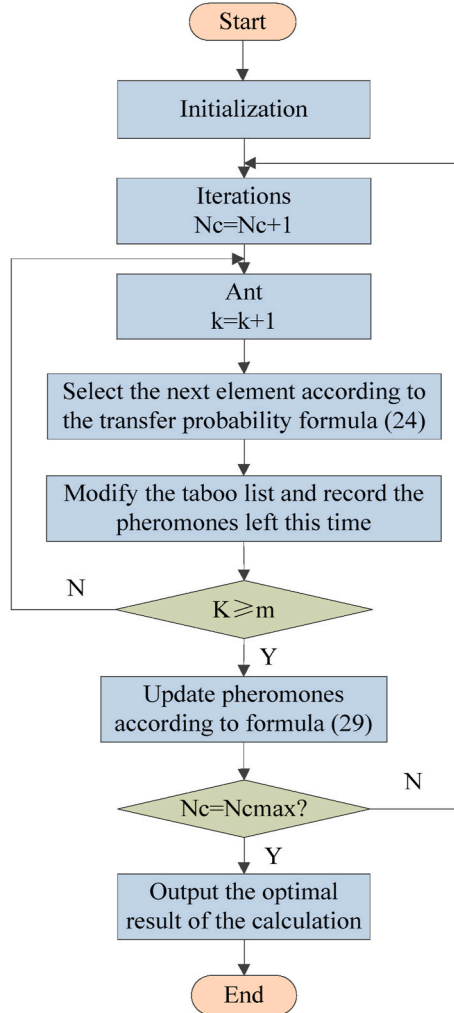 Start
Initialization
Iterations
Nc=Nc+1
Ant
k=k+1
Select the next element according to
the transfer probability formula (24)
Modify the taboo list and record the
pheromones left this time
N
K⩾m
Y
Update pheromones
according to formula (29)
N
Nc=Ncmax?
Y
Output the optimal
result of the calculation
End